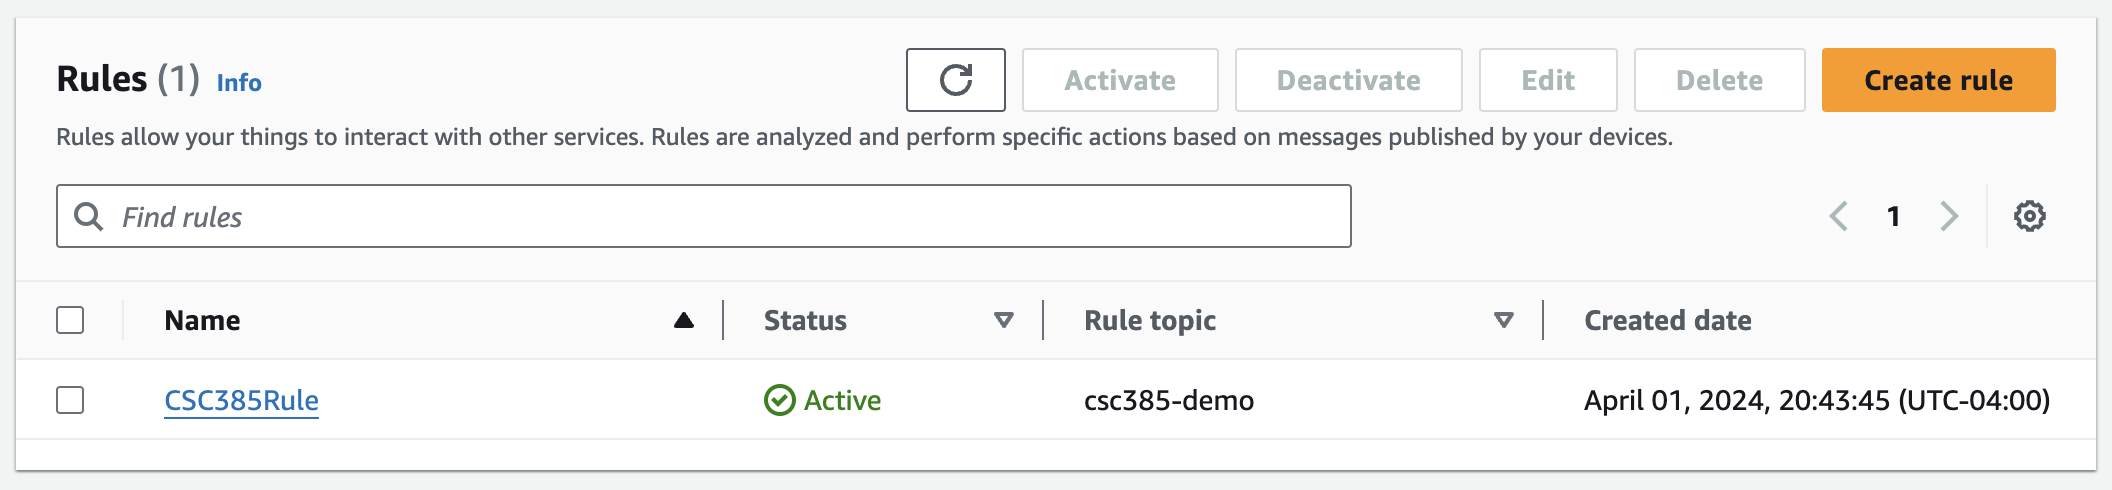 Rules (1) Info
Activate
Deactivate
Edit
Delete
Create rule
Rules allow your things to interact with other services. Rules are analyzed and perform specific actions based on messages published by your devices.
Find rules
1
Name
Status
Rule topic
Created date
CSC385Rule
Active
csc385-demo
April 01, 2024, 20:43:45 (UTC-04:00)